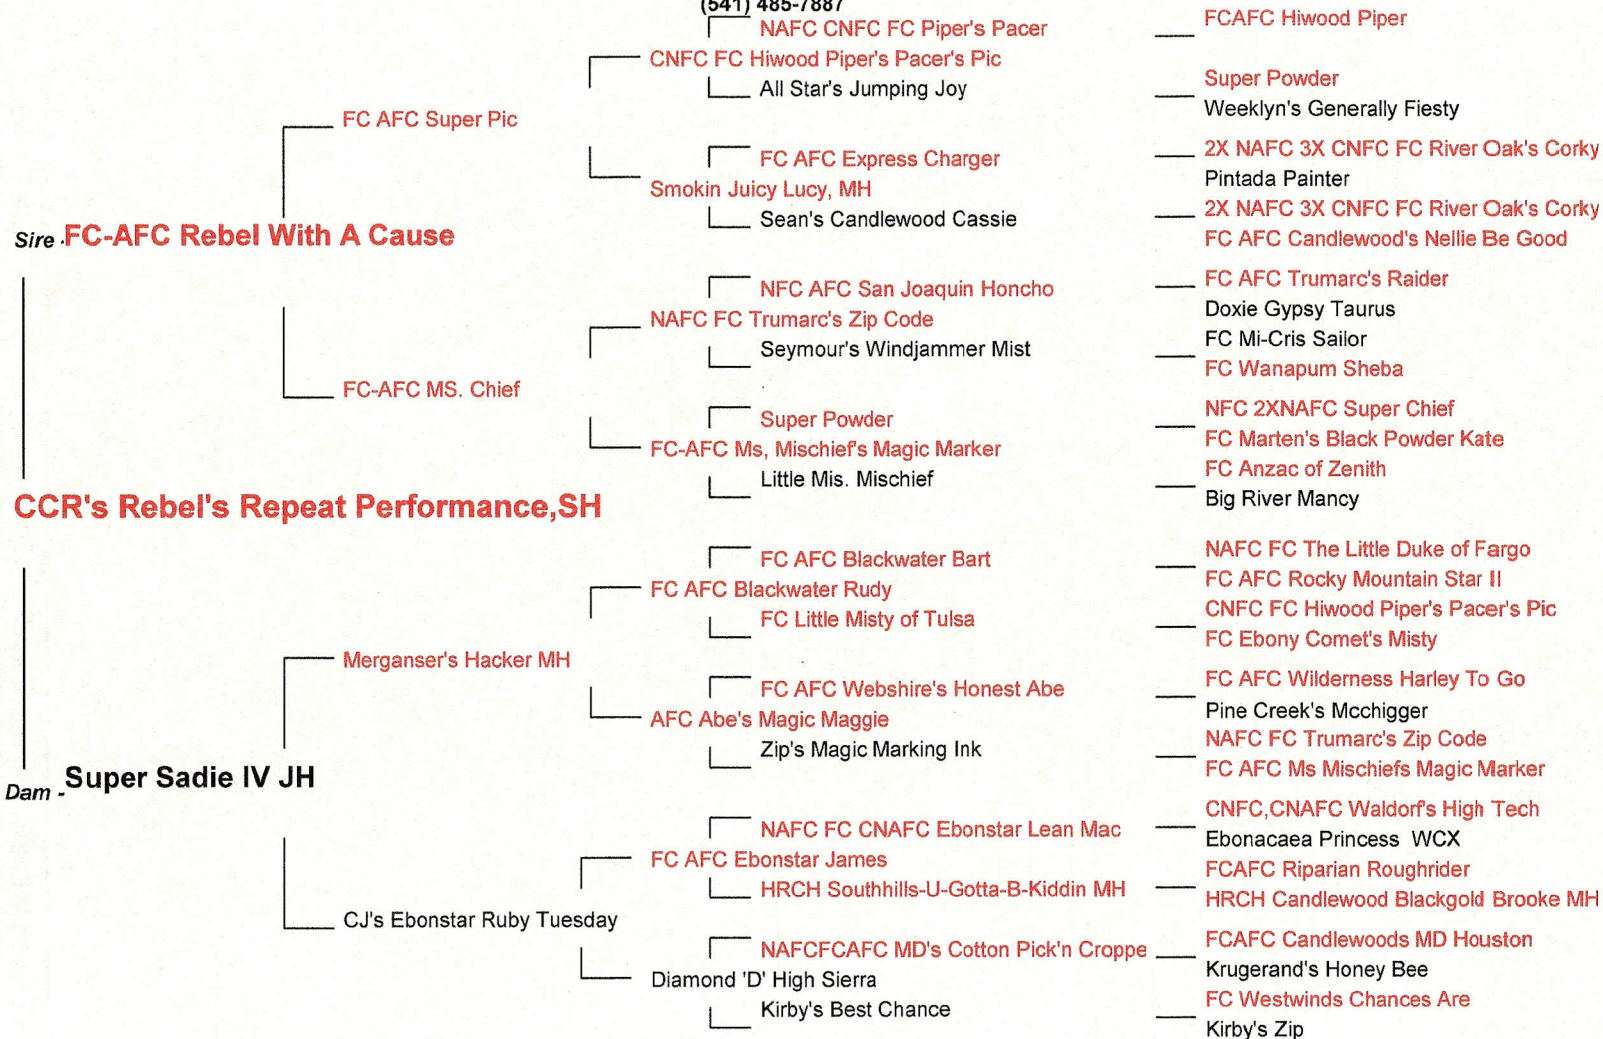 (541) 485-7887
NAFC CNFC FC Piper's Pacer
FCAFC Hiwood Piper
CNFC FC Hiwood Piper's Pacer's Pic
Super Powder
All Star's Jumping Joy
Weeklyn's Generally Fiesty
FC AFC Super Pic
2X NAFC 3X CNFC FC River Oak's Corky
FC AFC Express Charger
Pintada Painter
Smokin Juicy Lucy, MH
2X NAFC 3X CNFC FC River Oak's Corky
Sean's Candlewood Cassie
FC AFC Candlewood's Nellie Be Good
Sire - FC-AFC Rebel With A Cause
FC AFC Trumarc's Raider
NFC AFC San Joaquin Honcho
Doxie Gypsy Taurus
NAFC FC Trumarc's Zip Code
FC Mi-Cris Sailor
Seymour's Windjammer Mist
FC Wanapum Sheba
FC-AFC MS. Chief
NFC 2XNAFC Super Chief
Super Powder
FC Marten's Black Powder Kate
FC-AFC Ms, Mischief's Magic Marker
FC Anzac of Zenith
Little Mis. Mischief
Big River Mancy
CCR's Rebel's Repeat Performance,SH
NAFC FC The Little Duke of Fargo
FC AFC Blackwater Bart
FC AFC Rocky Mountain Star II
FC AFC Blackwater Rudy
CNFC FC Hiwood Piper's Pacer's Pic
FC Little Misty of Tulsa
FC Ebony Comet's Misty
Merganser's Hacker MH
FC AFC Wilderness Harley To Go
FC AFC Webshire's Honest Abe
Pine Creek's Mcchigger
AFC Abe's Magic Maggie
NAFC FC Trumarc's Zip Code
Zip's Magic Marking Ink
FC AFC Ms Mischiefs Magic Marker
Dam - Super Sadie IV JH
CNFC,CNAFC Waldorf's High Tech
NAFC FC CNAFC Ebonstar Lean Mac
Ebonacaea Princess WCX
FC AFC Ebonstar James
FCAFC Riparian Roughrider
HRCH Southhills-U-Gotta-B-Kiddin MH
HRCH Candlewood Blackgold Brooke MH
CJ's Ebonstar Ruby Tuesday
FCAFC Candlewoods MD Houston
NAFCFCAFC MD's Cotton Pick'n Croppe
Krugerand's Honey Bee
Diamond 'D' High Sierra
FC Westwinds Chances Are
Kirby's Best Chance
Kirby's Zip